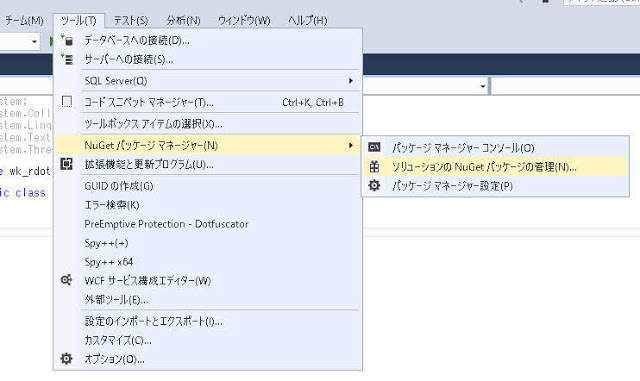 チーム(M) ツール(T) テスト(S) 分析(N) ウィンドウ(W) ヘルプ(H)
データベースへの接続(D)...
サーバーへの接続(S)...
SQL Server(Q)
stem;
stem.Coll
コード スニペット マネージャー(T)... Ctrl+K, Ctrl+B
stem.Linq
ツールボックス アイテムの選択(X)...
stem.Text
NuGet パッケージ マネージャー(N)
パッケージ マネージャー コンソール(O)
stem.Thre
拡張機能と更新プログラム(U)...
ソリューションの NuGet パッケージの管理(N)...
e wk_rdot
GUID の作成(G)
パッケージ マネージャー設定(P)
ic class
エラー検索(K)
PreEmptive Protection - Dotfuscator
Spy++(+)
Spy++ x64
WCF サービス構成エディター(W)
外部ツール(E)...
設定のインポートとエクスポート(I)...
カスタマイズ(C)...
オプション(O)...